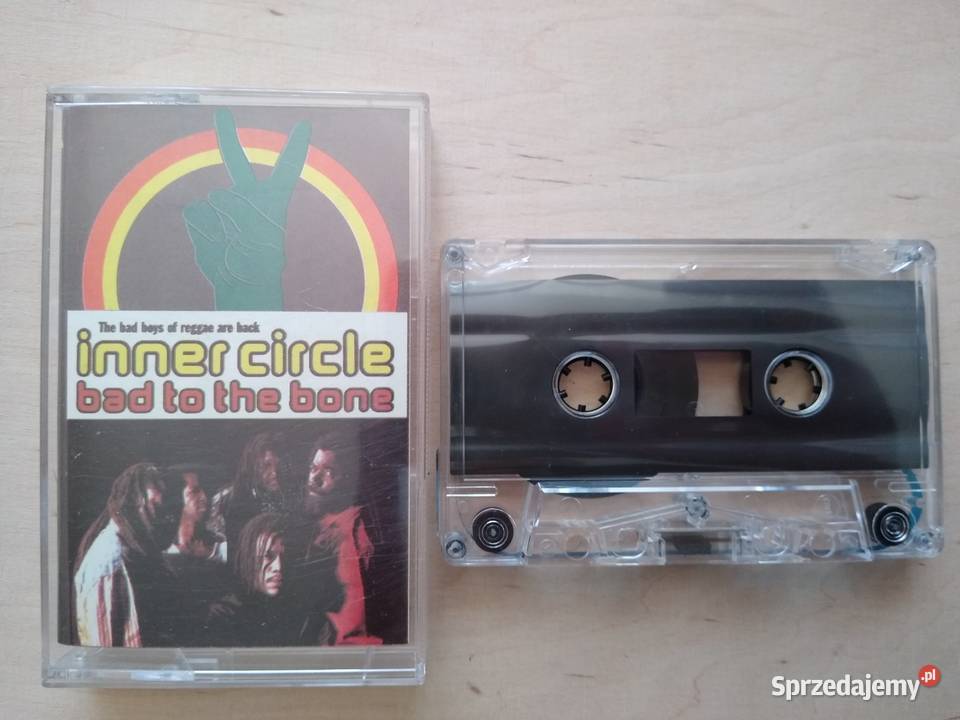 The bad boys of reggae are back
inner circle
bad to the bone
Sprzedajemy.pl